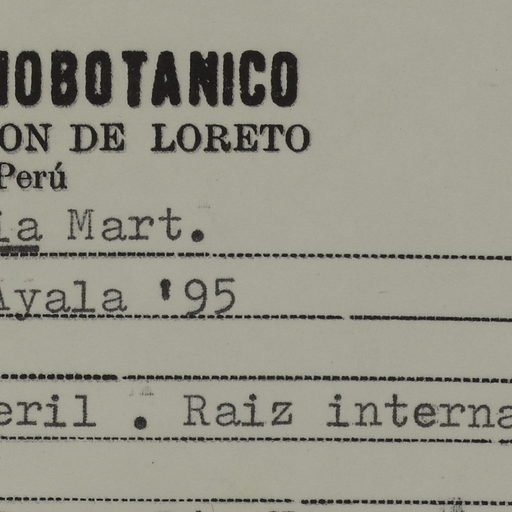 NOBOTANICO
ON DE LORETO
Perú
ia Mart.
Ayala '95
eril . Raiz interna